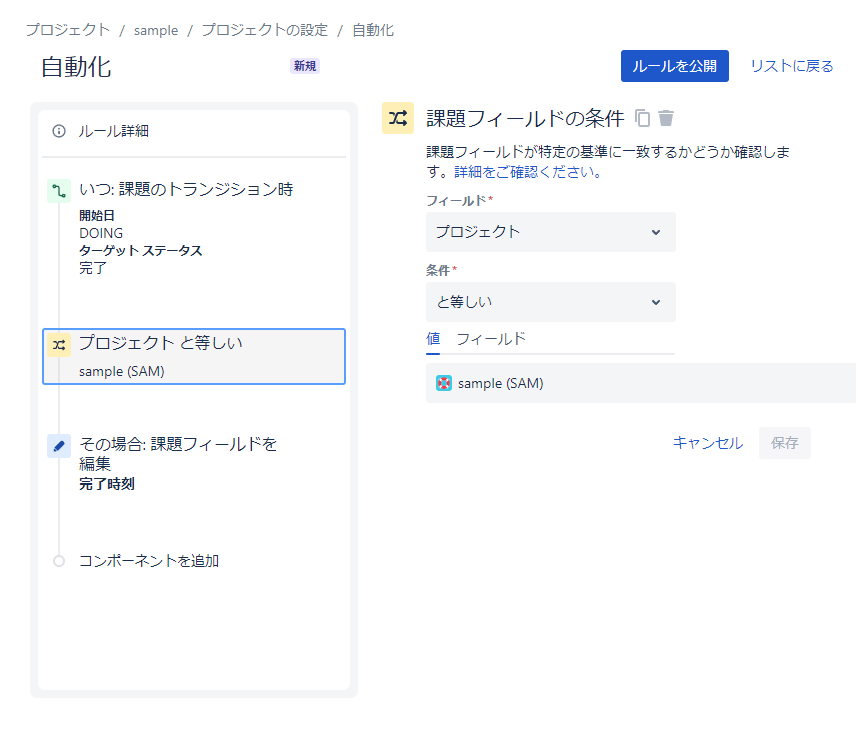 プロジェクト / sample / プロジェクトの設定 / 自動化
自動化
新規
ルールを公開
リストに戻る
ルール詳細
いつ: 課題のトランジション時
開始日
DOING
ターゲット ステータス
完了
プロジェクト と等しい
sample (SAM)
その場合: 課題フィールドを
編集
完了時刻
コンポーネントを追加
課題フィールドの条件
課題フィールドが特定の基準に一致するかどうか確認しま
す。詳細をご確認ください。
フィールド*
プロジェクト
条件*
と等しい
値 フィールド
sample (SAM)
キャンセル
保存